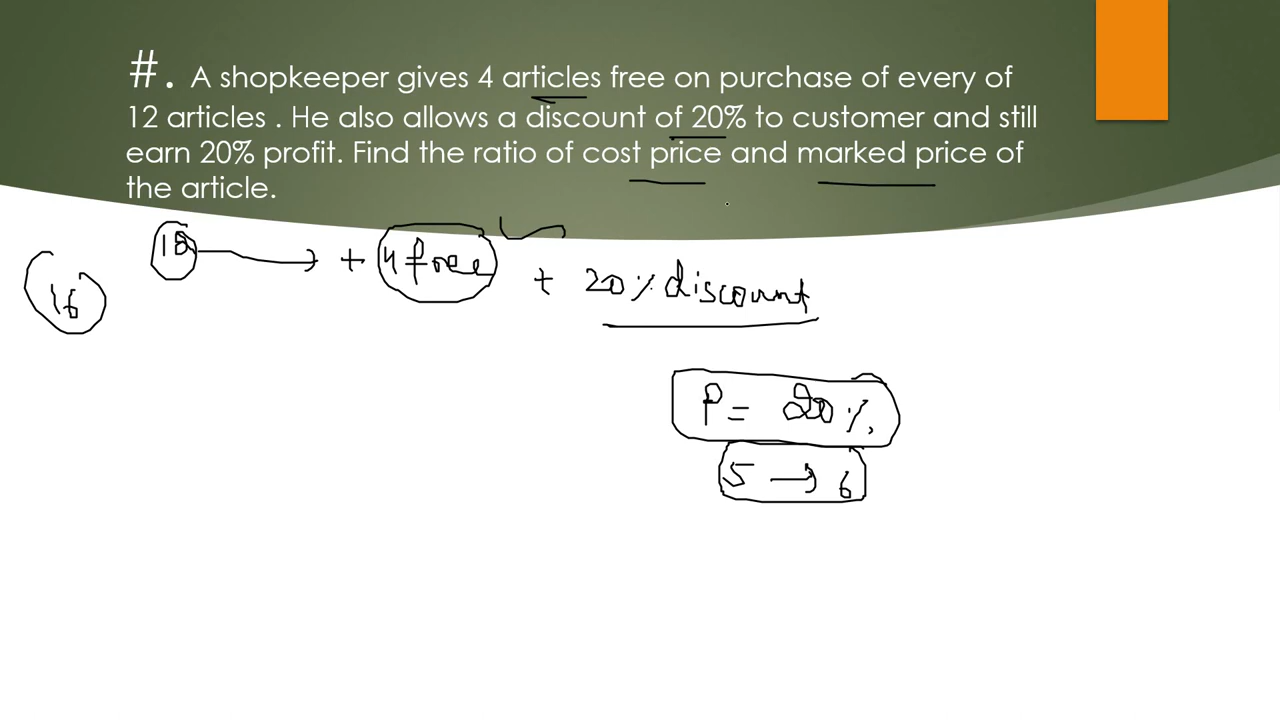 #. A shopkeeper gives 4 articles free on purchase of every of
12 articles . He also allows a discount of 20% to customer and still
earn 20% profit. Find the ratio of cost price and marked price of
the article.
+ 4 free + 20% discount
16
P = 20%
5 → 6